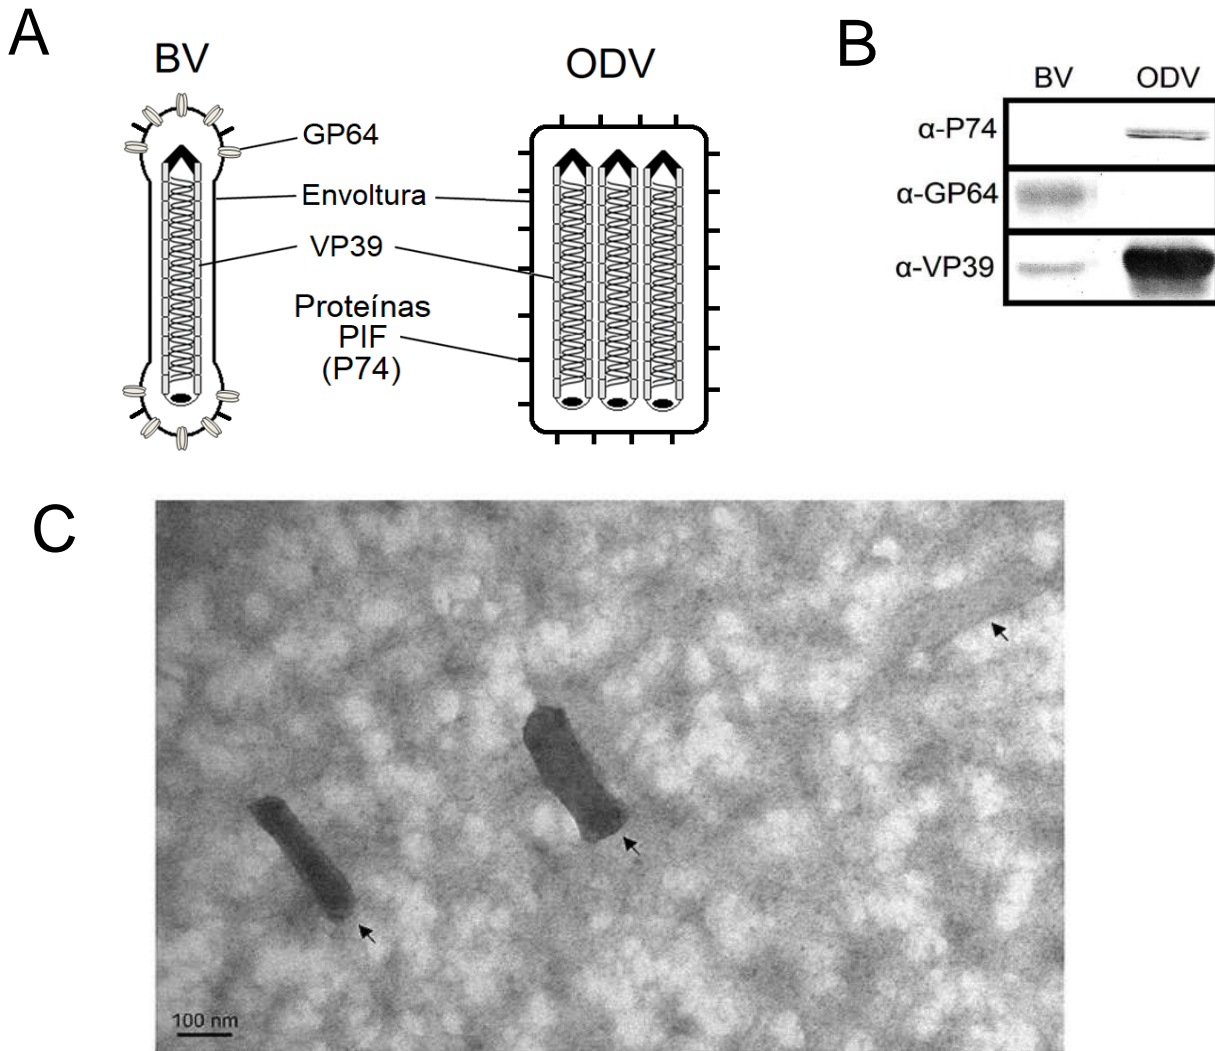 A
BV
ODV
GP64
Envoltura
VP39
Proteínas
PIF
(P74)
B
BV
ODV
α-P74
α-GP64
α-VP39
C
100 nm